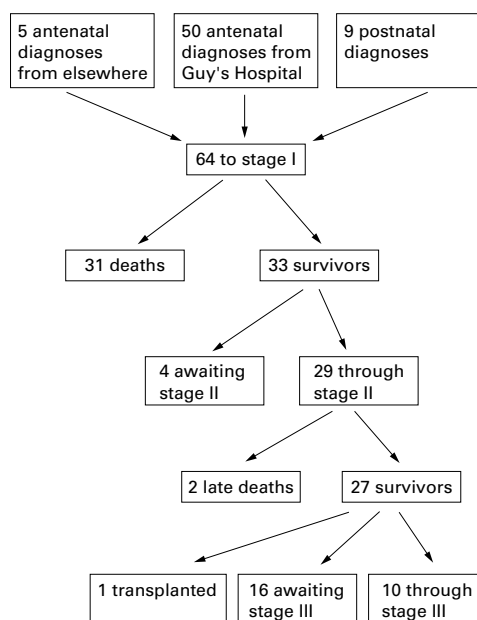 5 antenatal
diagnoses
from elsewhere
50 antenatal
diagnoses from
Guy's Hospital
9 postnatal
diagnoses
64 to stage I
31 deaths
33 survivors
4 awaiting
stage II
29 through
stage II
2 late deaths
27 survivors
1 transplanted
16 awaiting
stage III
10 through
stage III